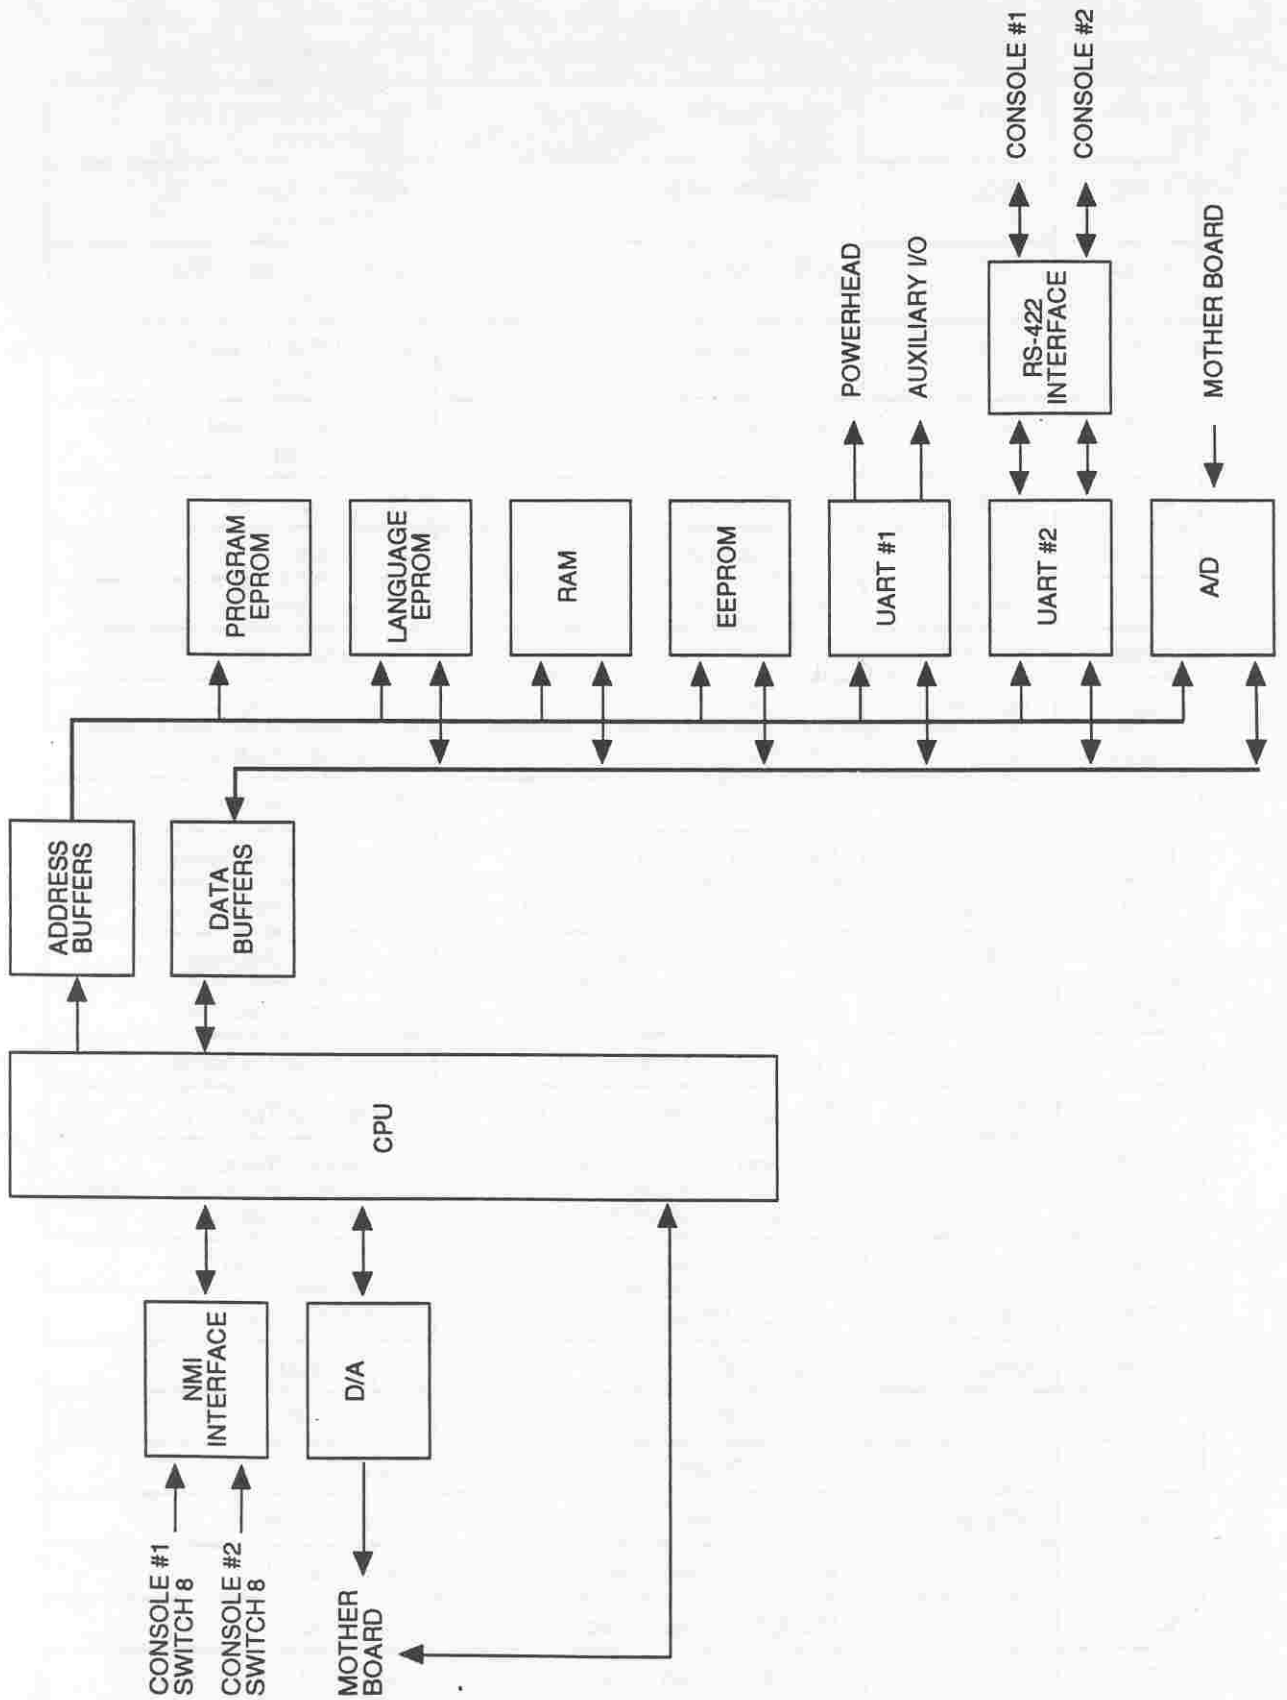 CONSOLE #1
SWITCH 8
CONSOLE #2
SWITCH 8
MOTHER
BOARD
NMI
INTERFACE
D/A
CPU
ADDRESS
BUFFERS
DATA
BUFFERS
PROGRAM
EPROM
LANGUAGE
EPROM
RAM
EEPROM
UART #1
UART #2
A/D
POWERHEAD
AUXILIARY I/O
RS-422
INTERFACE
MOTHER BOARD
CONSOLE #1
CONSOLE #2